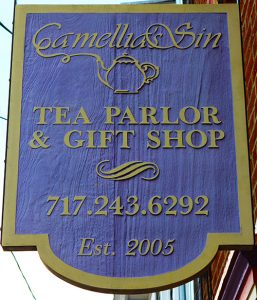 Camellia's Sin
TEA PARLOR
& GIFT SHOP
717.243.6292
Est. 2005